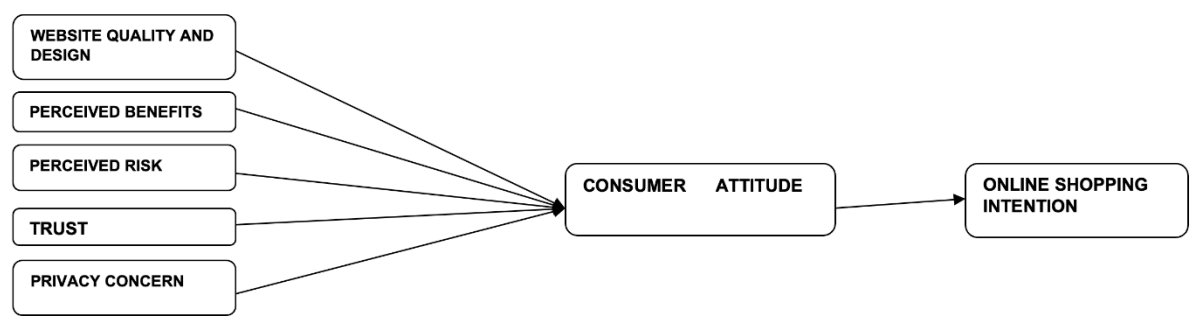 WEBSITE QUALITY AND
DESIGN
PERCEIVED BENEFITS
PERCEIVED RISK
TRUST
PRIVACY CONCERN
CONSUMER ATTITUDE
ONLINE SHOPPING
INTENTION